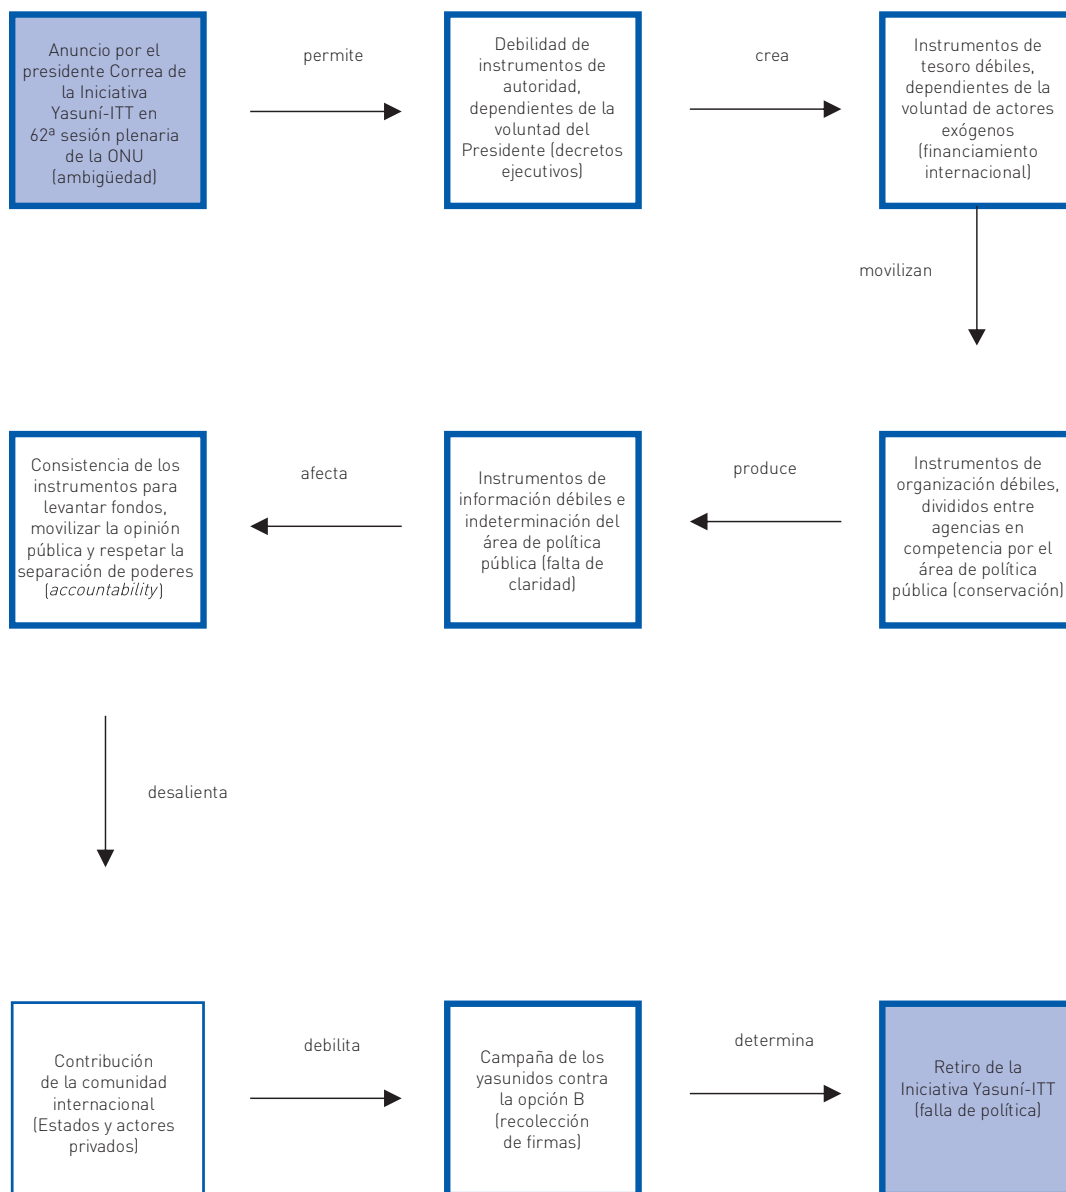 Anuncio por el
presidente Correa de
la Iniciativa
Yasuní-ITT en
62ª sesión plenaria
de la ONU
(ambigüedad)
permite
Debilidad de
instrumentos de
autoridad,
dependientes de la
voluntad del
Presidente (decretos
ejecutivos)
crea
Instrumentos de
tesoro débiles,
dependientes de la
voluntad de actores
exógenos
(financiamiento
internacional)
movilizan
Instrumentos de
organización débiles,
divididos entre
agencias en
competencia por el
área de política
pública (conservación)
produce
Instrumentos de
información débiles e
indeterminación del
área de política
pública (falta de
claridad)
afecta
Consistencia de los
instrumentos para
levantar fondos,
movilizar la opinión
pública y respetar la
separación de poderes
(accountability)
desalienta
Contribución
de la comunidad
internacional
(Estados y actores
privados)
debilita
Campaña de los
yasunidos contra
la opción B
(recolección
de firmas)
determina
Retiro de la
Iniciativa Yasuní-ITT
(falla de política)